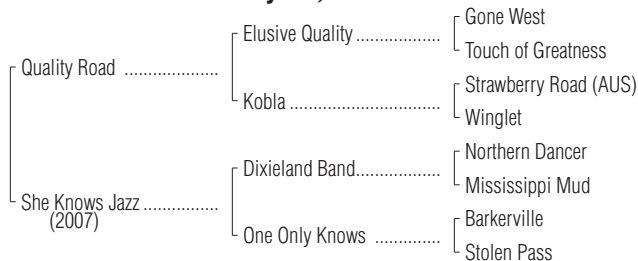 Gone West
Elusive Quality ..................
Touch of Greatness
Quality Road ....................
Strawberry Road (AUS)
Kobla ................................
Winglet
Northern Dancer
Dixieland Band..................
Mississippi Mud
She Knows Jazz ................
(2007)
Barkerville
One Only Knows ...............
Stolen Pass